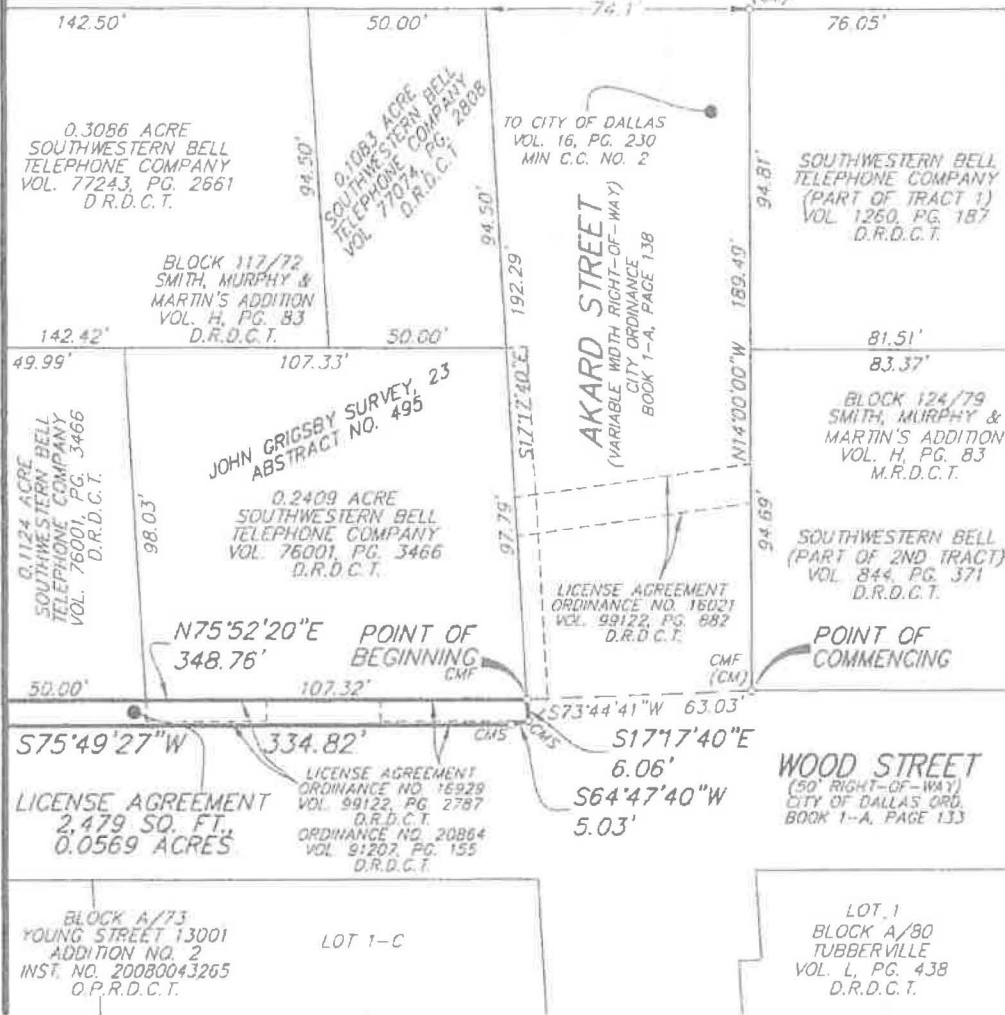 142.50'
50.00'
74.1'
76.05'
0.3086 ACRE
SOUTHWESTERN BELL
TELEPHONE COMPANY
VOL. 77243, PG. 2661
D.R.D.C.T.
94.50'
0.1083 ACRE
SOUTHWESTERN BELL
TELEPHONE COMPANY
VOL 77074, PG. 2808
D.R.D.C.T
94.50'
192.29'
TO CITY OF DALLAS
VOL. 16, PG. 230
MIN C.C. NO. 2
AKARD STREET
(VARIABLE WIDTH RIGHT-OF-WAY)
CITY ORDINANCE
BOOK 1-A, PAGE 138
94.81'
189.49'
N14°00'00"W
SOUTHWESTERN BELL
TELEPHONE COMPANY
(PART OF TRACT 1)
VOL 1260, PG. 187
D.R.D.C.T.
BLOCK 117/72
SMITH, MURPHY &
MARTIN'S ADDITION
VOL. H, PG. 83
D.R.D.C.T.
142.42'
50.00'
81.51'
49.99'
107.33'
83.37'
S17°17'40"E
JOHN GRIGSBY SURVEY, 23
ABSTRACT NO. 495
BLOCK 124/79
SMITH, MURPHY &
MARTIN'S ADDITION
VOL. H, PG. 83
M.R.D.C.T.
0.1124 ACRE
SOUTHWESTERN BELL
TELEPHONE COMPANY
VOL. 76001, PG. 3466
D.R.D.C.T.
98.03'
0.2409 ACRE
SOUTHWESTERN BELL
TELEPHONE COMPANY
VOL 76001, PG. 3466
D.R.D.C.T.
97.79'
94.69'
SOUTHWESTERN BELL
(PART OF 2ND TRACT)
VOL 844, PG. 371
D.R.D.C.T.
LICENSE AGREEMENT
ORDINANCE NO. 16021
VOL. 99122, PG. 682
D.R.D.C.T.
N75°52'20"E
348.76'
POINT OF
BEGINNING
CMF
CMF
(CM)
POINT OF
COMMENCING
50.00'
107.32'
S73°44'41"W 63.03'
S75°49'27"W
334.82'
CMS
CMS
S17°17'40"E
6.06'
S64°47'40"W
5.03'
LICENSE AGREEMENT
2,479 SQ. FT.,
0.0569 ACRES
LICENSE AGREEMENT
ORDINANCE NO. 16929
VOL. 99122, PG 2787
D.R.D.C.T.
ORDINANCE NO. 20864
VOL 91207, PG. 155
D.R.D.C.T.
WOOD STREET
(50' RIGHT-OF-WAY)
CITY OF DALLAS ORD.
BOOK 1-A, PAGE 133
BLOCK A/73
YOUNG STREET 13001
ADDITION NO. 2
INST. NO. 20080043265
O.P.R.D.C.T.
LOT 1-C
LOT 1
BLOCK A/80
TUBBERVILLE
VOL. L, PG. 438
D.R.D.C.T.